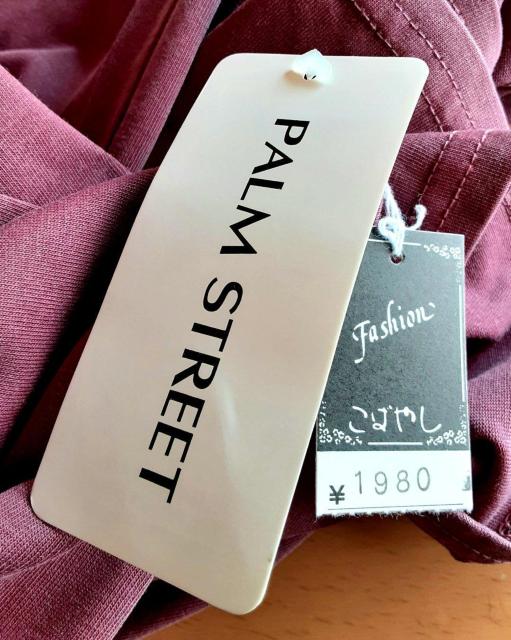 PALM STREET
Fashion
こばやし
¥1980